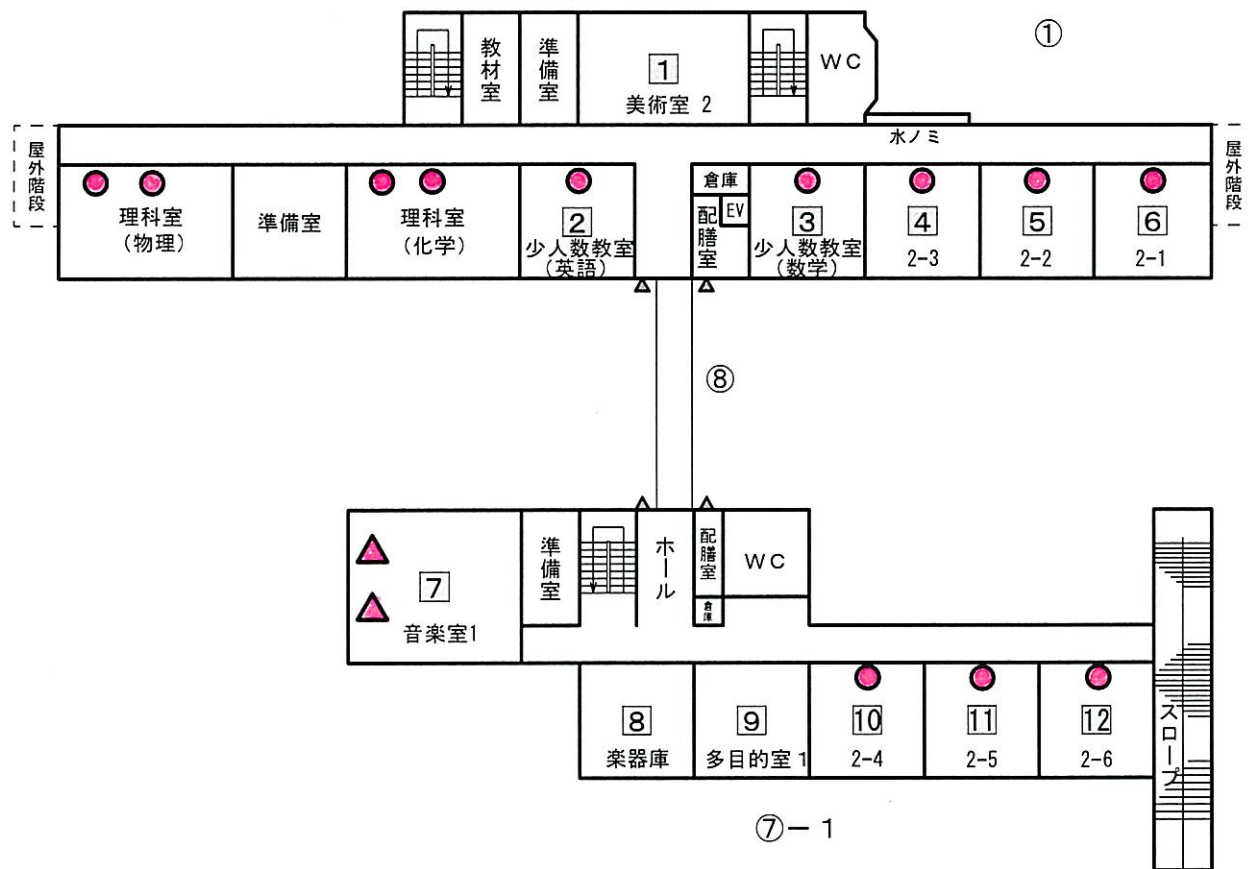 ①
教材室
準備室
1
美術室 2
WC
屋外階段
水ノミ
屋外階段
理科室
(物理)
準備室
理科室
(化学)
2
少人数教室
(英語)
倉庫
配膳室
EV
3
少人数教室
(数学)
4
2-3
5
2-2
6
2-1
⑧
7
音楽室1
準備室
ホール
配膳室
倉庫
WC
8
楽器庫
9
多目的室 1
10
2-4
11
2-5
12
2-6
スロープ
⑦-1